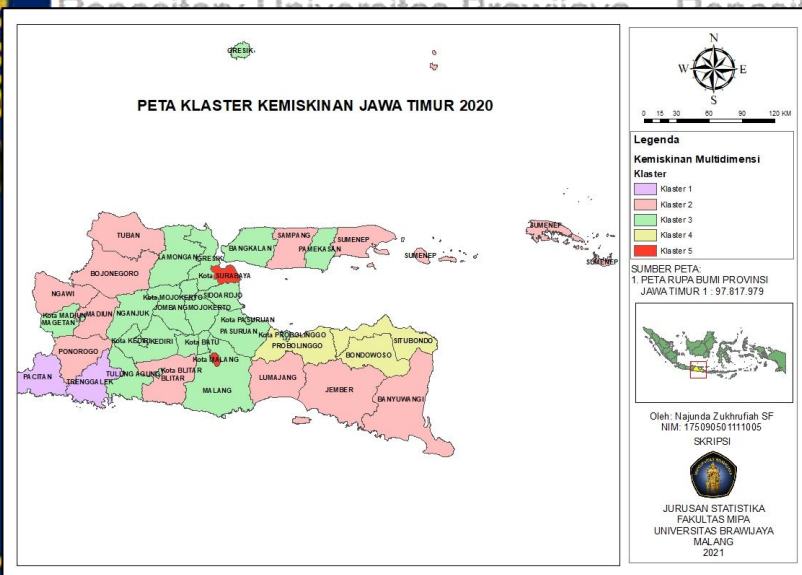 Repository Universitas Brawijaya
PETA KLASTER KEMISKINAN JAWA TIMUR 2020
GRESIK
TUBAN
BOJONEGORO
LAMONGAN
GRESIK
BANGKALAN
SAMPANG
PAMEKASAN
SUMENEP
SUMENEP
SUMENEP
SUMENEP
Kota SURABAYA
NGAWI
Kota MADIUN
MAGETAN
MADIUN
NGANJUK
Kota MOJOKERTO
SIDOARDJO
JOMBANG
MOJOKERTO
Kota PASURUAN
PASURUAN
Kota PROBOLINGGO
PROBOLINGGO
SITUBONDO
BONDOWOSO
PONOROGO
Kota KEDIRI
KEDIRI
Kota BATU
Kota MALANG
PACITAN
TRENGGALEK
TULUNG AGUNG
Kota BLITAR
BLITAR
MALANG
LUMAJANG
JEMBER
BANYUWANGI
N
W
E
S
0 15 30 60 90 120 KM
Legenda
Kemiskinan Multidimensi
Klaster
Klaster 1
Klaster 2
Klaster 3
Klaster 4
Klaster 5
SUMBER PETA:
1. PETA RUPA BUMI PROVINSI
JAWA TIMUR 1 : 97.817.979
Oleh: Najunda Zukhrufiah SF
NIM: 175090501111005
SKRIPSI
JURUSAN STATISTIKA
FAKULTAS MIPA
UNIVERSITAS BRAWIJAYA
MALANG
2021